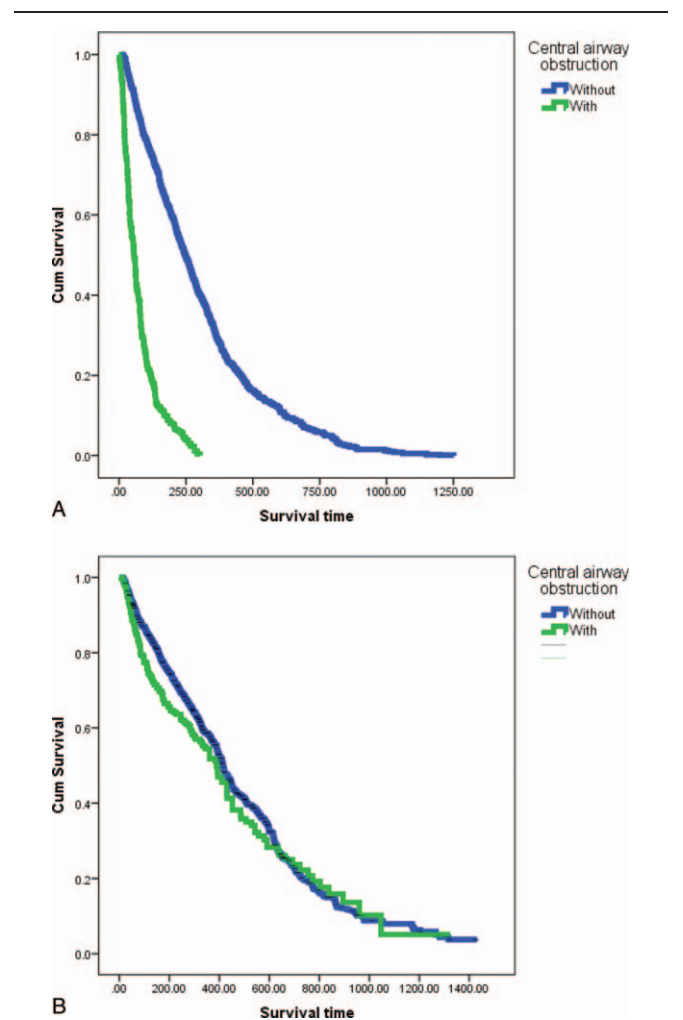 Central airway
obstruction
Without
With
1.0
0.8
0.6
0.4
0.2
0.0
Cum Survival
.00 250.00 500.00 750.00 1000.00 1250.00
Survival time
A
Central airway
obstruction
Without
With
1.0
0.8
0.6
0.4
0.2
0.0
Cum Survival
.00 200.00 400.00 600.00 800.00 1000.00 1200.00 1400.00
Survival time
B